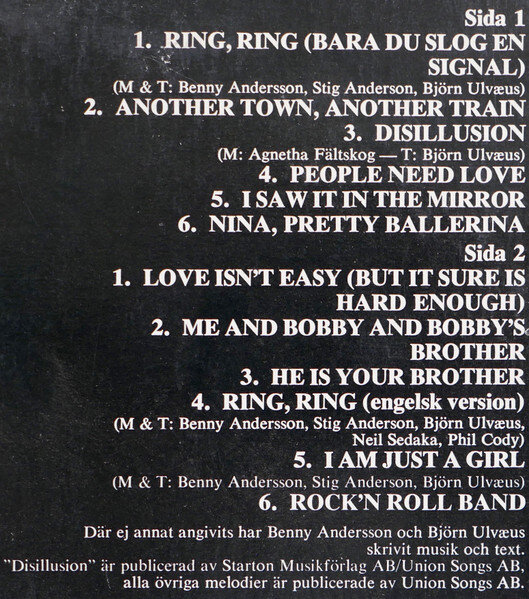 Sida 1
1. RING, RING (BARA DU SLOG EN
SIGNAL)
(M & T: Benny Andersson, Stig Anderson, Björn Ulvæus)
2. ANOTHER TOWN, ANOTHER TRAIN
3. DISILLUSION
(M: Agnetha Fältskog — T: Björn Ulvæus)
4. PEOPLE NEED LOVE
5. I SAW IT IN THE MIRROR
6. NINA, PRETTY BALLERINA
Sida 2
1. LOVE ISN'T EASY (BUT IT SURE IS
HARD ENOUGH)
2. ME AND BOBBY AND BOBBY'S
BROTHER
3. HE IS YOUR BROTHER
4. RING, RING (engelsk version)
(M & T: Benny Andersson, Stig Anderson, Björn Ulvæus,
Neil Sedaka, Phil Cody)
5. I AM JUST A GIRL
(M & T: Benny Andersson, Stig Anderson, Björn Ulvæus)
6. ROCK'N ROLL BAND
Där ej annat angivits har Benny Andersson och Björn Ulvæus
skrivit musik och text.
"Disillusion" är publicerad av Starton Musikförlag AB/Union Songs AB,
alla övriga melodier är publicerade av Union Songs AB.